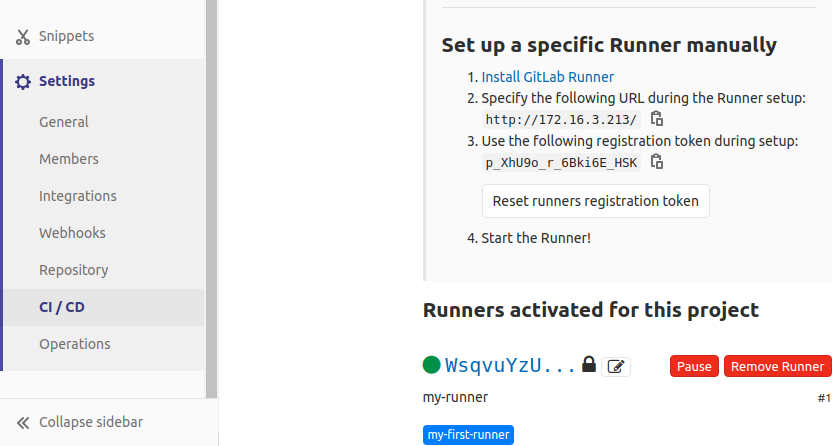 Snippets
Settings
General
Members
Integrations
Webhooks
Repository
CI / CD
Operations
Collapse sidebar
Set up a specific Runner manually
1. Install GitLab Runner
2. Specify the following URL during the Runner setup:
http://172.16.3.213/
3. Use the following registration token during setup:
p_XhU9o_r_6Bki6E_HSK
Reset runners registration token
4. Start the Runner!
Runners activated for this project
WsqvuYzU... Pause Remove Runner
my-runner #1
my-first-runner